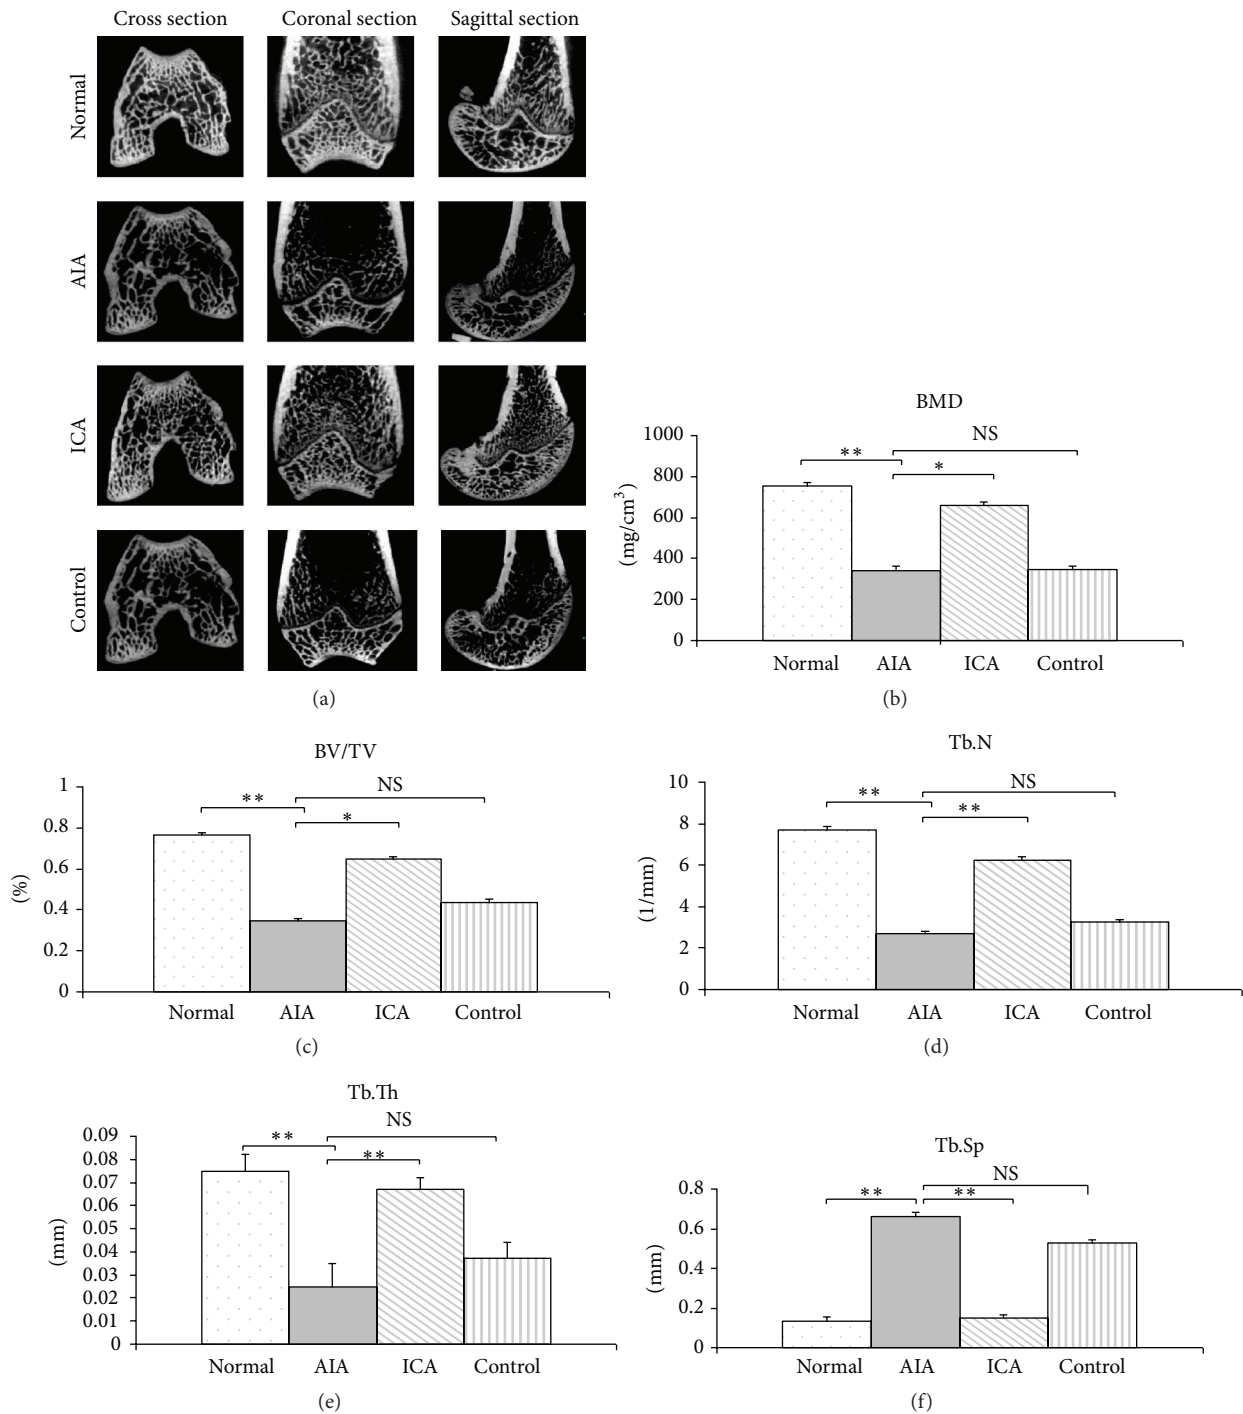 Cross section Coronal section Sagittal section
Normal
AIA
ICA
Control
(a)
BMD
1000
800
600
400
200
0
(mg/cm³)
**
*
NS
Normal AIA ICA Control
(b)
BV/TV
1
0.8
0.6
0.4
0.2
0
(%)
**
*
NS
Normal AIA ICA Control
(c)
Tb.N
10
8
6
4
2
0
(1/mm)
**
**
NS
Normal AIA ICA Control
(d)
Tb.Th
0.09
0.08
0.07
0.06
0.05
0.04
0.03
0.02
0.01
0
(mm)
**
**
NS
Normal AIA ICA Control
(e)
Tb.Sp
0.8
0.6
0.4
0.2
0
(mm)
**
**
NS
Normal AIA ICA Control
(f)